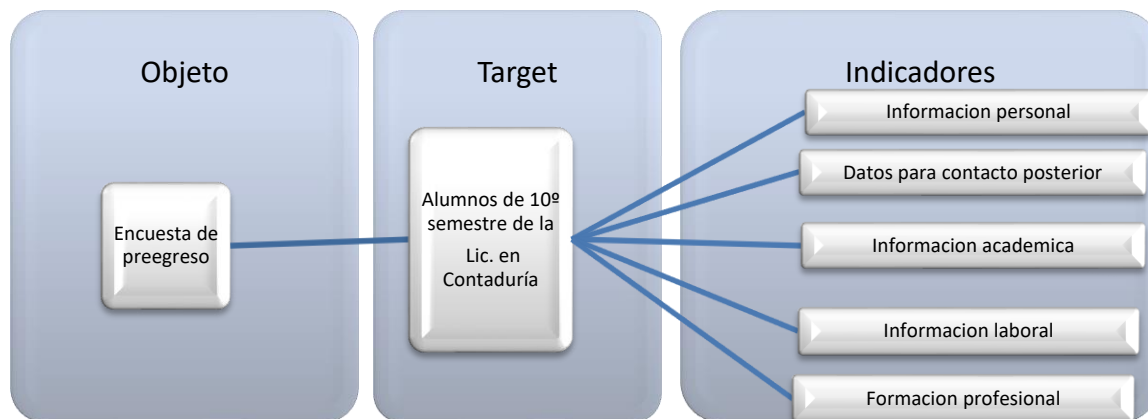 Objeto
Target
Indicadores
Encuesta de
preegreso
Alumnos de 10º
semestre de la
Lic. en
Contaduría
Informacion personal
Datos para contacto posterior
Informacion academica
Informacion laboral
Formacion profesional